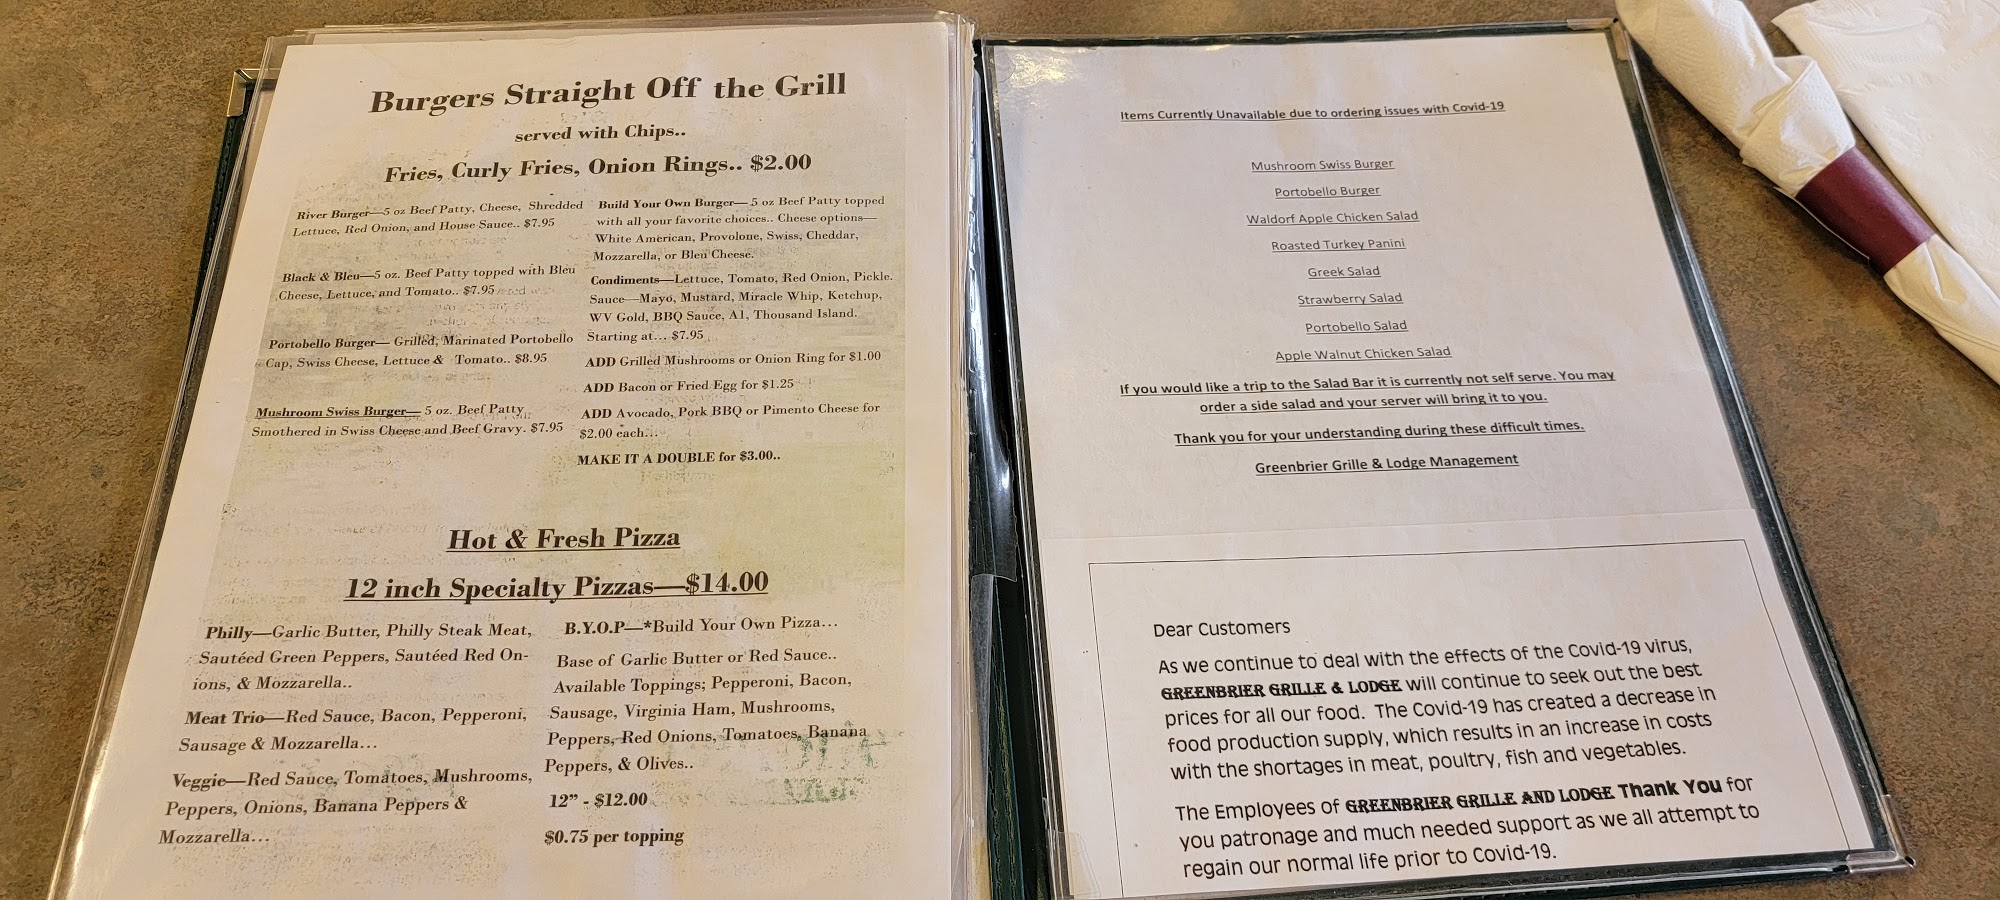 Burgers Straight Off the Grill
served with Chips..
Fries, Curly Fries, Onion Rings.. $2.00
River Burger—5 oz Beef Patty, Cheese, Shredded
Lettuce, Red Onion, and House Sauce.. $7.95
Black & Bleu—5 oz. Beef Patty topped with Bleu
Cheese, Lettuce, and Tomato.. $7.95
Portobello Burger— Grilled, Marinated Portobello
Cap, Swiss Cheese, Lettuce & Tomato.. $8.95
Mushroom Swiss Burger— 5 oz. Beef Patty
Smothered in Swiss Cheese and Beef Gravy. $7.95
Build Your Own Burger— 5 oz Beef Patty topped
with all your favorite choices.. Cheese options—
White American, Provolone, Swiss, Cheddar,
Mozzarella, or Bleu Cheese.
Condiments—Lettuce, Tomato, Red Onion, Pickle.
Sauce—Mayo, Mustard, Miracle Whip, Ketchup,
WV Gold, BBQ Sauce, A1, Thousand Island.
Starting at... $7.95
ADD Grilled Mushrooms or Onion Ring for $1.00
ADD Bacon or Fried Egg for $1.25
ADD Avocado, Pork BBQ or Pimento Cheese for
$2.00 each...
MAKE IT A DOUBLE for $3.00..
Hot & Fresh Pizza
12 inch Specialty Pizzas—$14.00
Philly—Garlic Butter, Philly Steak Meat,
Sautéed Green Peppers, Sautéed Red On-
ions, & Mozzarella..
Meat Trio—Red Sauce, Bacon, Pepperoni,
Sausage & Mozzarella...
Veggie—Red Sauce, Tomatoes, Mushrooms,
Peppers, Onions, Banana Peppers &
Mozzarella...
B.Y.O.P—*Build Your Own Pizza...
Base of Garlic Butter or Red Sauce..
Available Toppings; Pepperoni, Bacon,
Sausage, Virginia Ham, Mushrooms,
Peppers, Red Onions, Tomatoes, Banana
Peppers, & Olives..
12" - $12.00
$0.75 per topping
Items Currently Unavailable due to ordering issues with Covid-19
Mushroom Swiss Burger
Portobello Burger
Waldorf Apple Chicken Salad
Roasted Turkey Panini
Greek Salad
Strawberry Salad
Portobello Salad
Apple Walnut Chicken Salad
If you would like a trip to the Salad Bar it is currently not self serve. You may
order a side salad and your server will bring it to you.
Thank you for your understanding during these difficult times.
Greenbrier Grille & Lodge Management
Dear Customers
As we continue to deal with the effects of the Covid-19 virus,
GREENBRIER GRILLE & LODGE will continue to seek out the best
prices for all our food. The Covid-19 has created a decrease in
food production supply, which results in an increase in costs
with the shortages in meat, poultry, fish and vegetables.
The Employees of GREENBRIER GRILLE AND LODGE Thank You for
you patronage and much needed support as we all attempt to
regain our normal life prior to Covid-19.